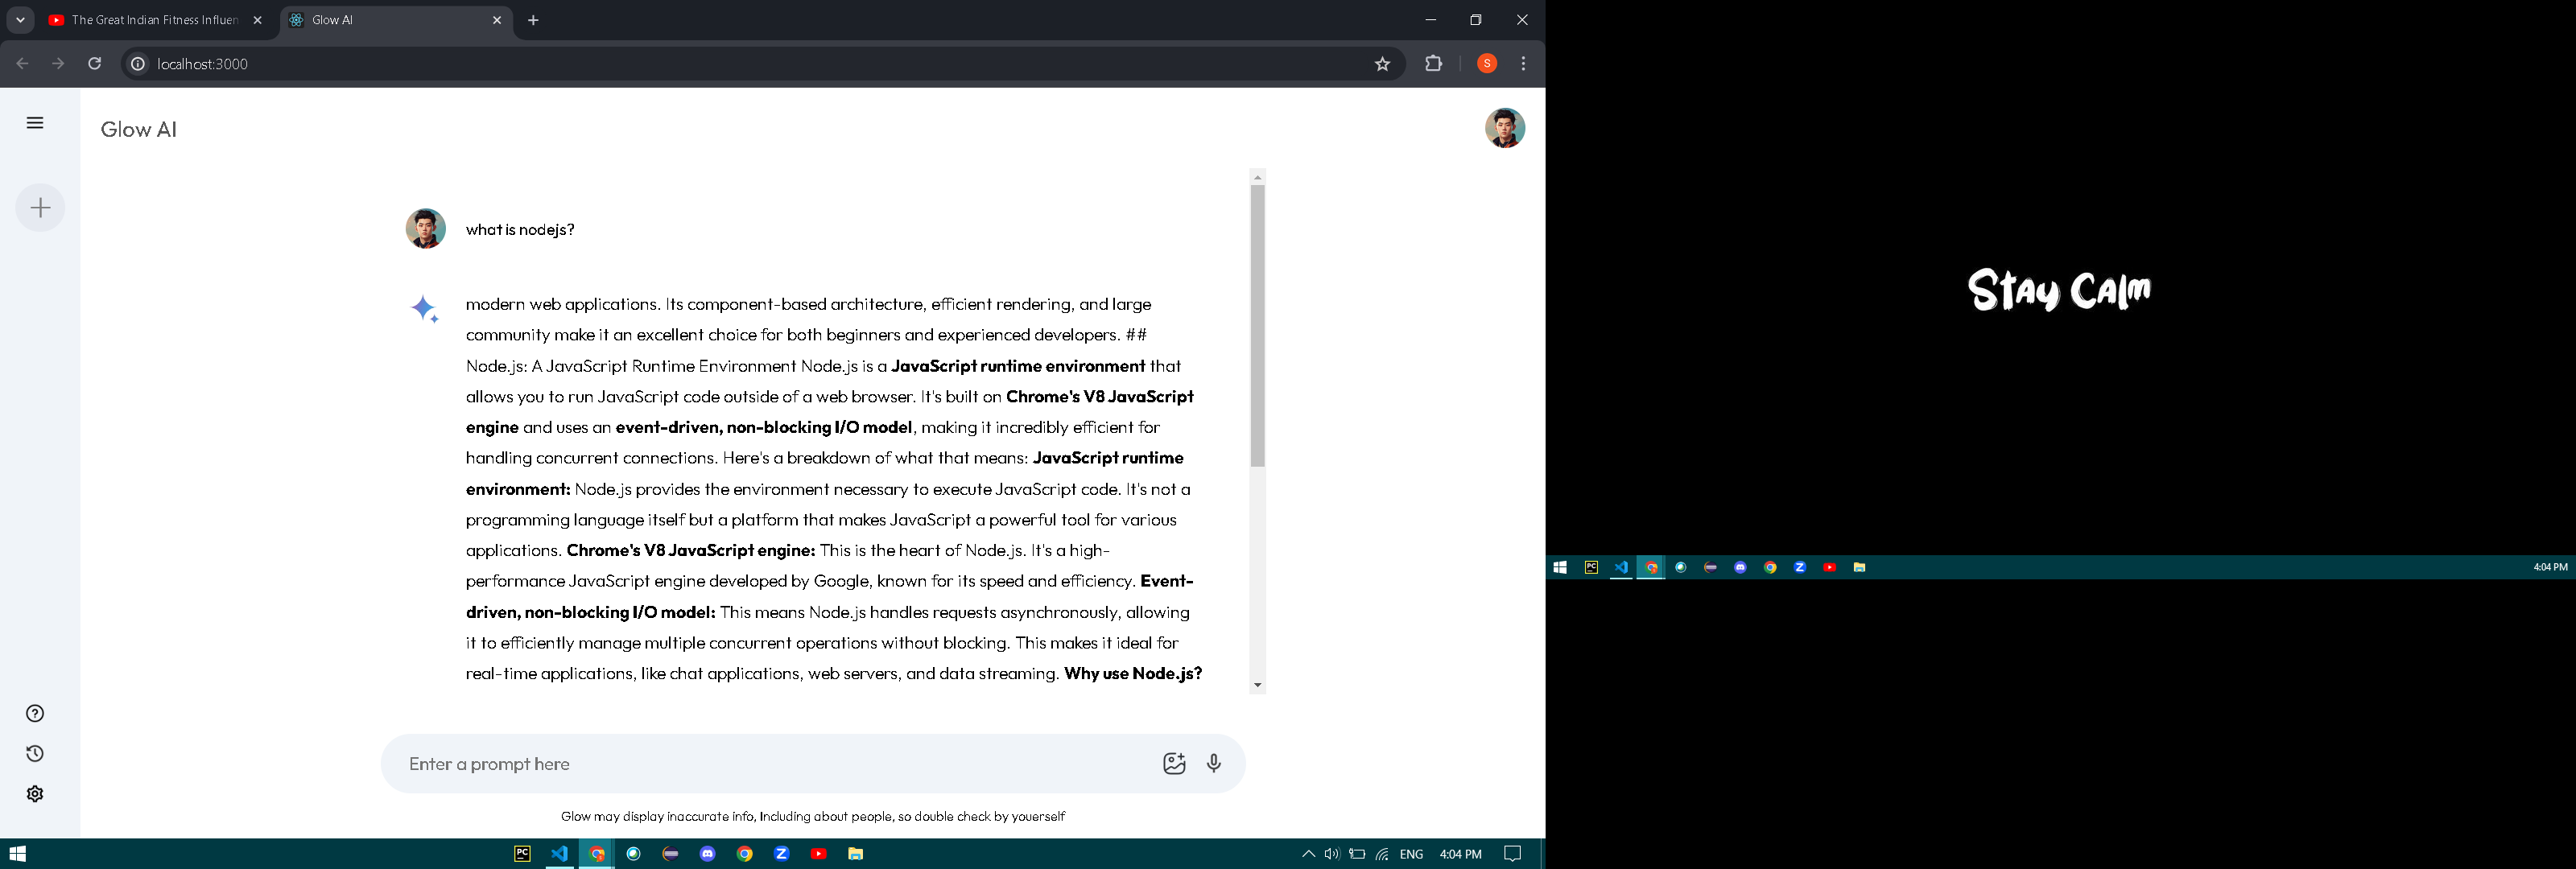 The Great Indian Fitness Influen
Glow AI
localhost:3000
S
Glow AI
what is nodejs?
modern web applications. Its component-based architecture, efficient rendering, and large
community make it an excellent choice for both beginners and experienced developers. ##
Node.js: A JavaScript Runtime Environment Node.js is a JavaScript runtime environment that
allows you to run JavaScript code outside of a web browser. It's built on Chrome's V8 JavaScript
engine and uses an event-driven, non-blocking I/O model, making it incredibly efficient for
handling concurrent connections. Here's a breakdown of what that means: JavaScript runtime
environment: Node.js provides the environment necessary to execute JavaScript code. It's not a
programming language itself but a platform that makes JavaScript a powerful tool for various
applications. Chrome's V8 JavaScript engine: This is the heart of Node.js. It's a high-
performance JavaScript engine developed by Google, known for its speed and efficiency. Event-
driven, non-blocking I/O model: This means Node.js handles requests asynchronously, allowing
it to efficiently manage multiple concurrent operations without blocking. This makes it ideal for
real-time applications, like chat applications, web servers, and data streaming. Why use Node.js?
Enter a prompt here
Glow may display inaccurate info, Including about people, so double check by youerself
PC
Z
ENG
4:04 PM
Stay Calm
PC
Z
4:04 PM